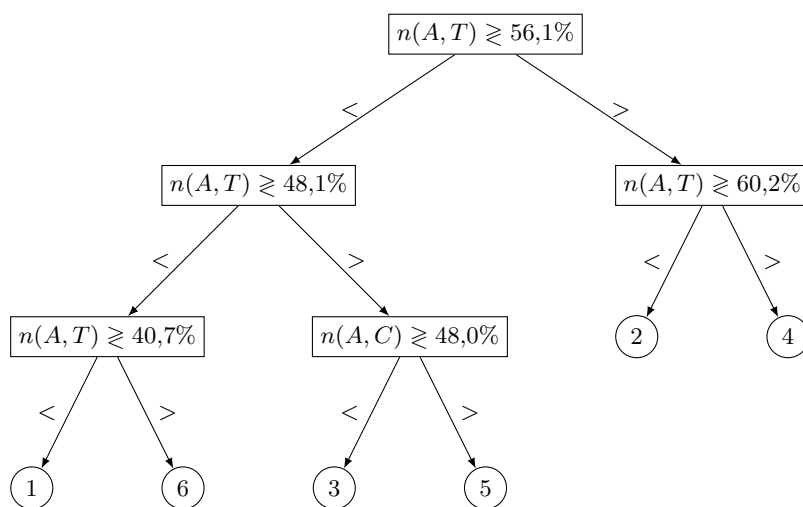 n(A, T) ≷ 56,1%
< >
n(A, T) ≷ 48,1% n(A, T) ≷ 60,2%
< > < >
n(A, T) ≷ 40,7% n(A, C) ≷ 48,0% 2 4
< > < >
1 6 3 5